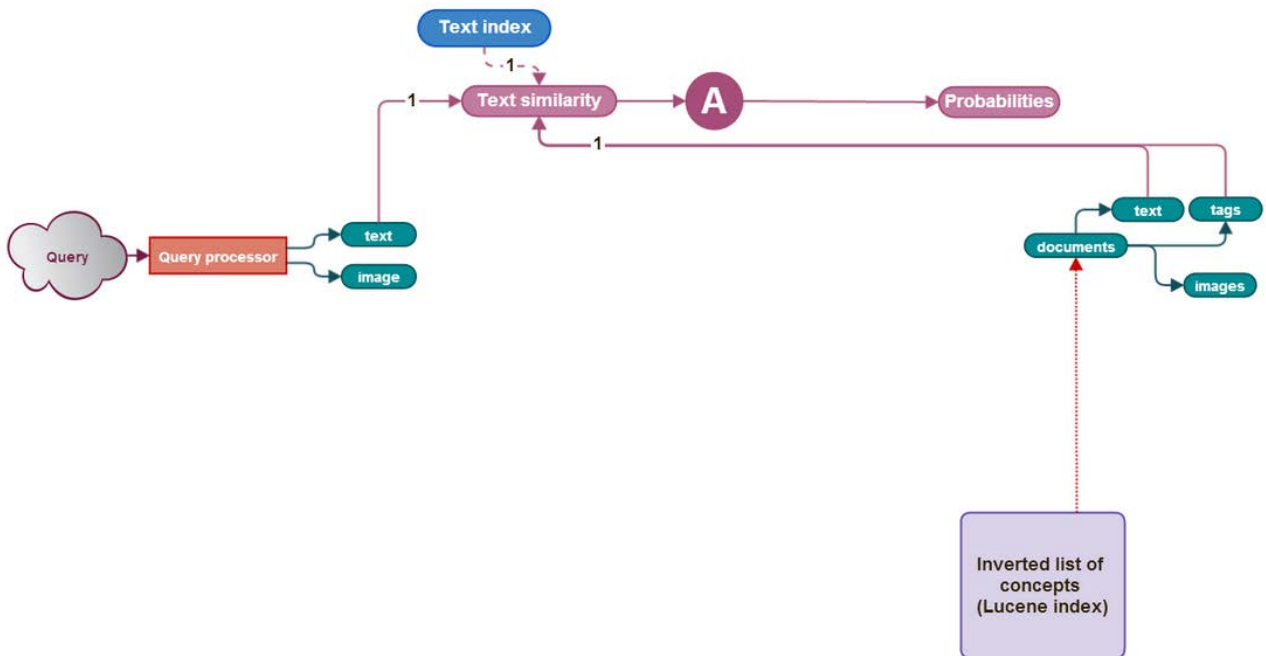 Text index
1
Text similarity
A
Probabilities
1
1
text
tags
text
Query
Query processor
documents
image
images
Inverted list of
concepts
(Lucene index)